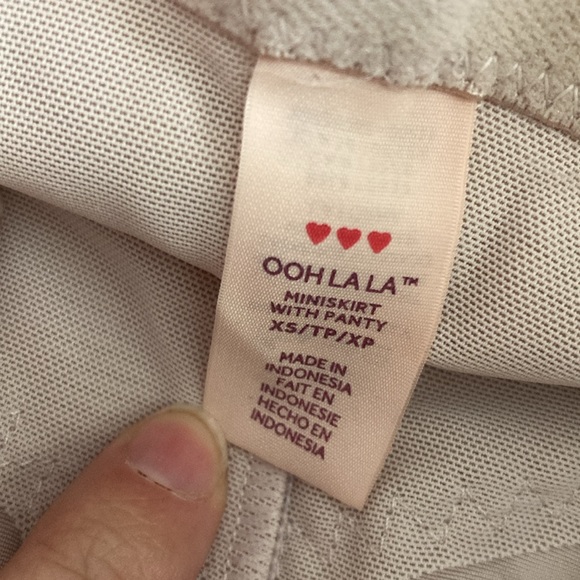 OOH LA LA™
MINISKIRT
WITH PANTY
XS/TP/XP
MADE IN
INDONESIA
FAIT EN
INDONESIE
HECHO EN
INDONESIA